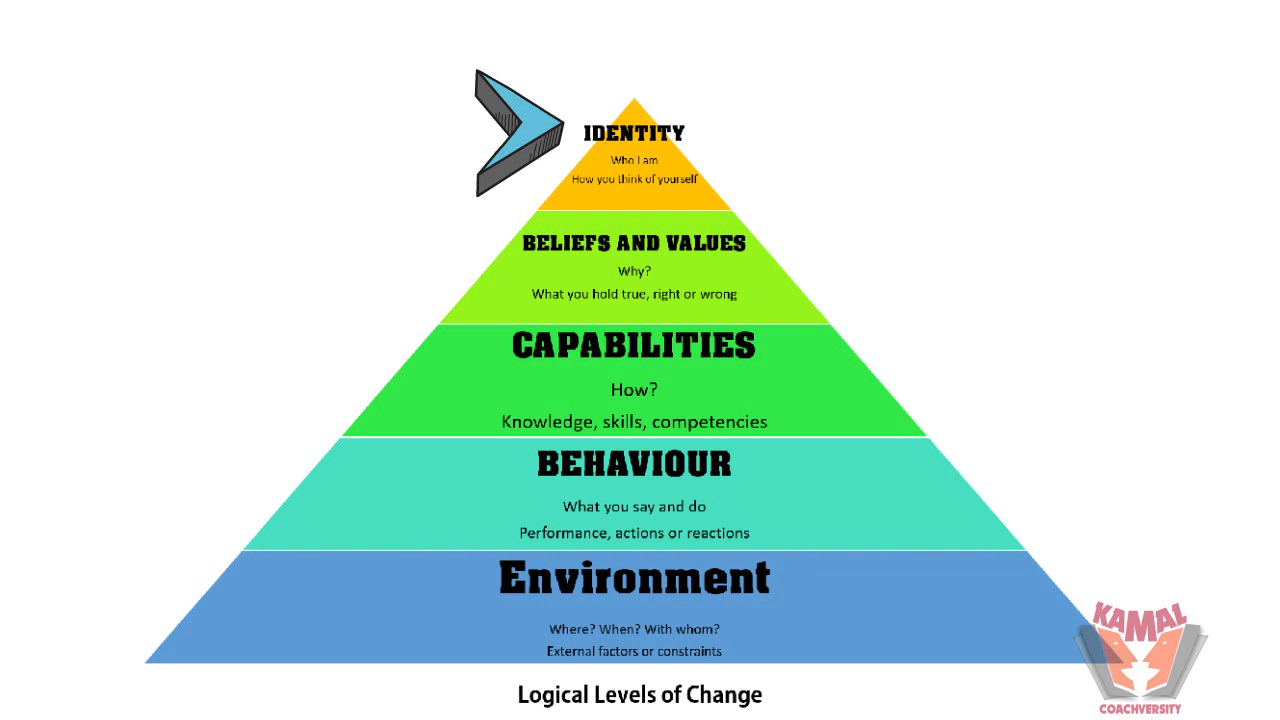 IDENTITY
Who I am
How you think of yourself
BELIEFS AND VALUES
Why?
What you hold true, right or wrong
CAPABILITIES
How?
Knowledge, skills, competencies
BEHAVIOUR
What you say and do
Performance, actions or reactions
Environment
Where? When? With whom?
External factors or constraints
Logical Levels of Change
KAMAL
COACHVERSITY